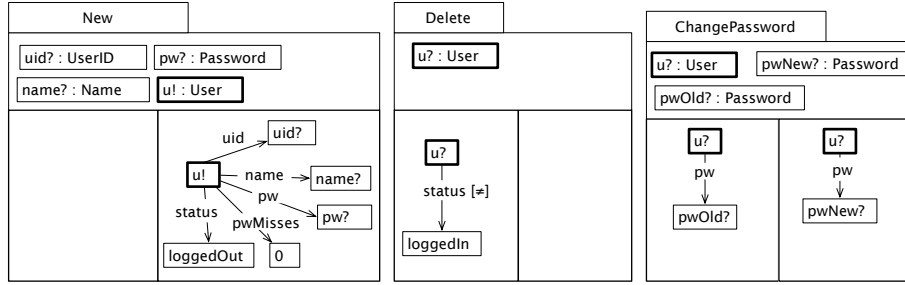 New
uid? : UserID
pw? : Password
name? : Name
u! : User
uid
uid?
u!
name
name?
pw
pw?
status
pwMisses
loggedOut
0
Delete
u? : User
u?
status [≠]
loggedIn
ChangePassword
u? : User
pwNew? : Password
pwOld? : Password
u?
pw
pwOld?
u?
pw
pwNew?